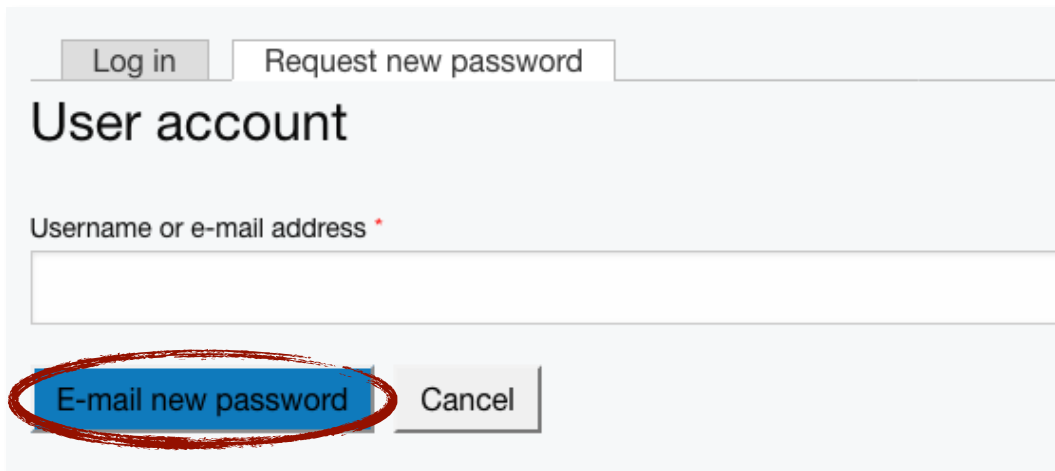 Log in Request new password
User account
Username or e-mail address *
E-mail new password Cancel